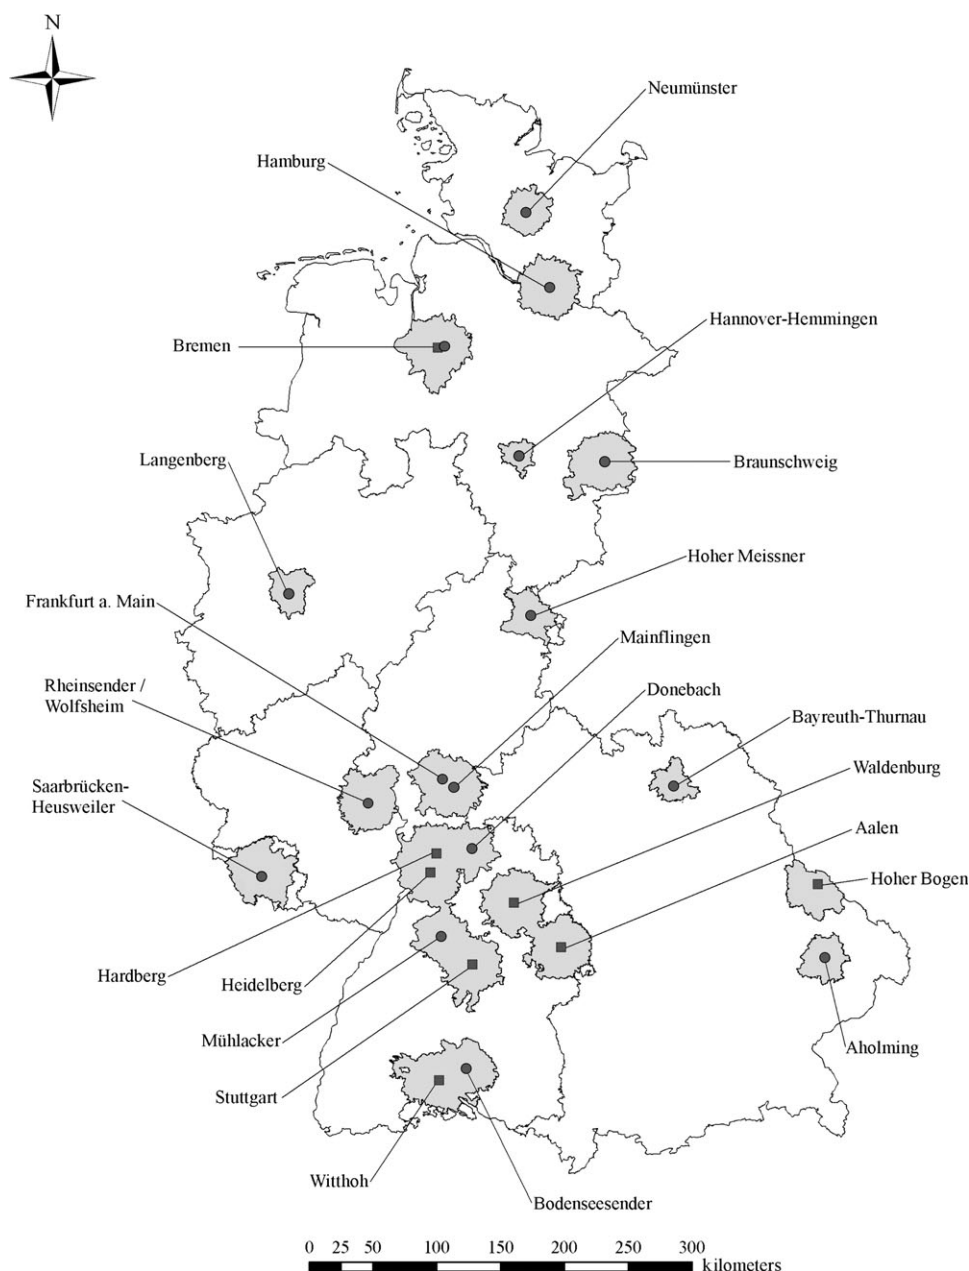 N
Neumünster
Hamburg
Hannover-Hemmingen
Bremen
Langenberg
Braunschweig
Hoher Meissner
Frankfurt a. Main
Mainflingen
Rheinsender /
Wolfsheim
Donebach
Bayreuth-Thurnau
Waldenburg
Saarbrücken-
Heusweiler
Aalen
Hoher Bogen
Hardberg
Heidelberg
Mühlacker
Aholming
Stuttgart
Witthoh
Bodenseesender
0 25 50 100 150 200 250 300
kilometers